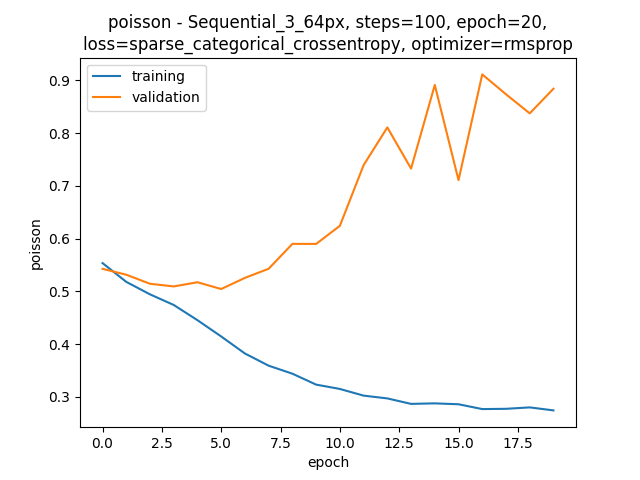 poisson - Sequential_3_64px, steps=100, epoch=20,
loss=sparse_categorical_crossentropy, optimizer=rmsprop
training
validation
0.9
0.8
0.7
0.6
0.5
0.4
0.3
poisson
0.0 2.5 5.0 7.5 10.0 12.5 15.0 17.5
epoch